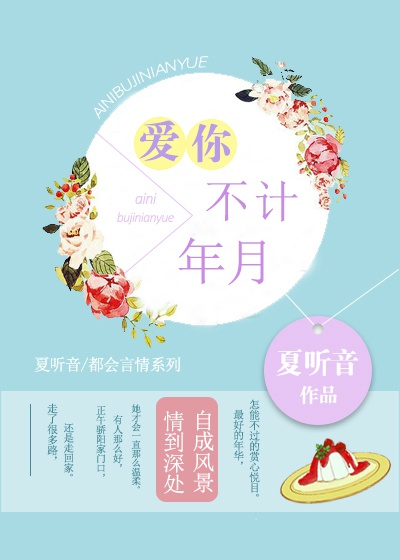 AINIBUJINIANYUE
爱你
aini
bujinianyue
不计
年月
夏听音/都会言情系列
夏听音
作品
怎能不过的赏心悦目。
最好的年华，
自成风景
情到深处
她才会一直那么温柔。
有人那么好，
正午骄阳家门口，
还是走回家。
走了很多路，